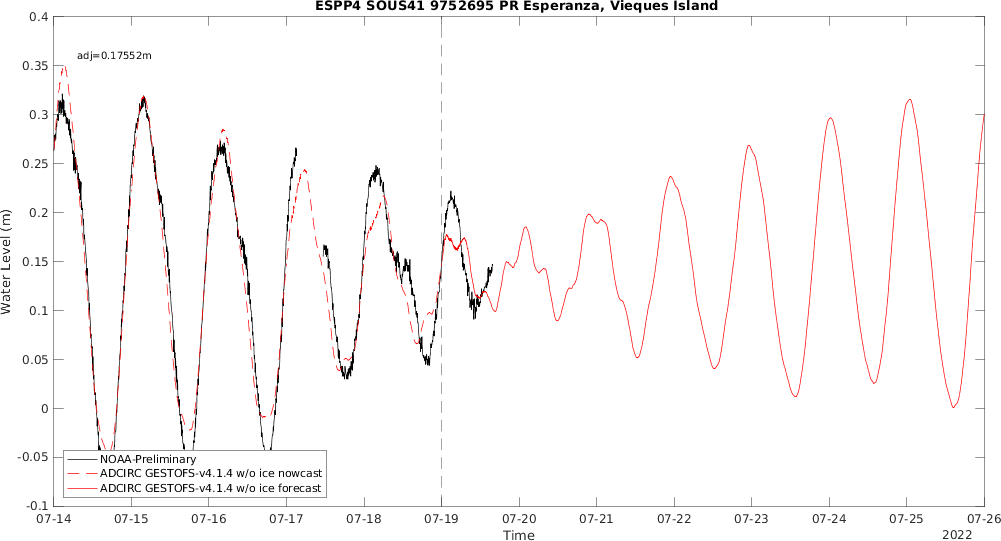 ESPP4 SOUS41 9752695 PR Esperanza, Vieques Island
adj=0.17552m
0.4
0.35
0.3
0.25
0.2
0.15
0.1
0.05
0
-0.05
-0.1
Water Level (m)
NOAA-Preliminary
ADCIRC GESTOFS-v4.1.4 w/o ice nowcast
ADCIRC GESTOFS-v4.1.4 w/o ice forecast
07-14 07-15 07-16 07-17 07-18 07-19 07-20 07-21 07-22 07-23 07-24 07-25 07-26
Time
2022